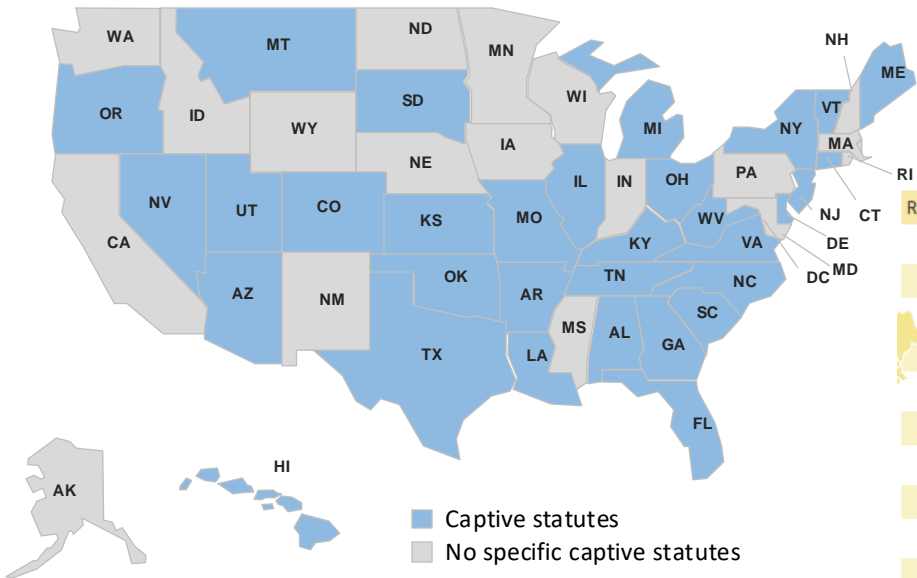 WA
MT
ND
MN
NH
ME
OR
ID
SD
WI
MI
VT
NY
MA
WY
IA
NE
IL
IN
OH
PA
RI
NV
UT
CO
KS
MO
WV
NJ
CT
R
CA
KY
VA
DE
MD
DC
AZ
NM
OK
AR
TN
NC
SC
MS
AL
GA
TX
LA
FL
HI
AK
Captive statutes
No specific captive statutes